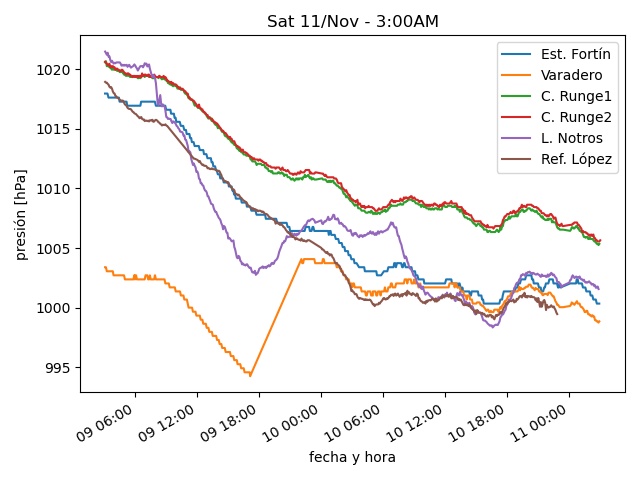 Sat 11/Nov - 3:00AM
Est. Fortín
Varadero
C. Runge1
C. Runge2
L. Notros
Ref. López
presión [hPa]
1020
1015
1010
1005
1000
995
09 06:00
09 12:00
09 18:00
10 00:00
10 06:00
10 12:00
10 18:00
11 00:00
fecha y hora